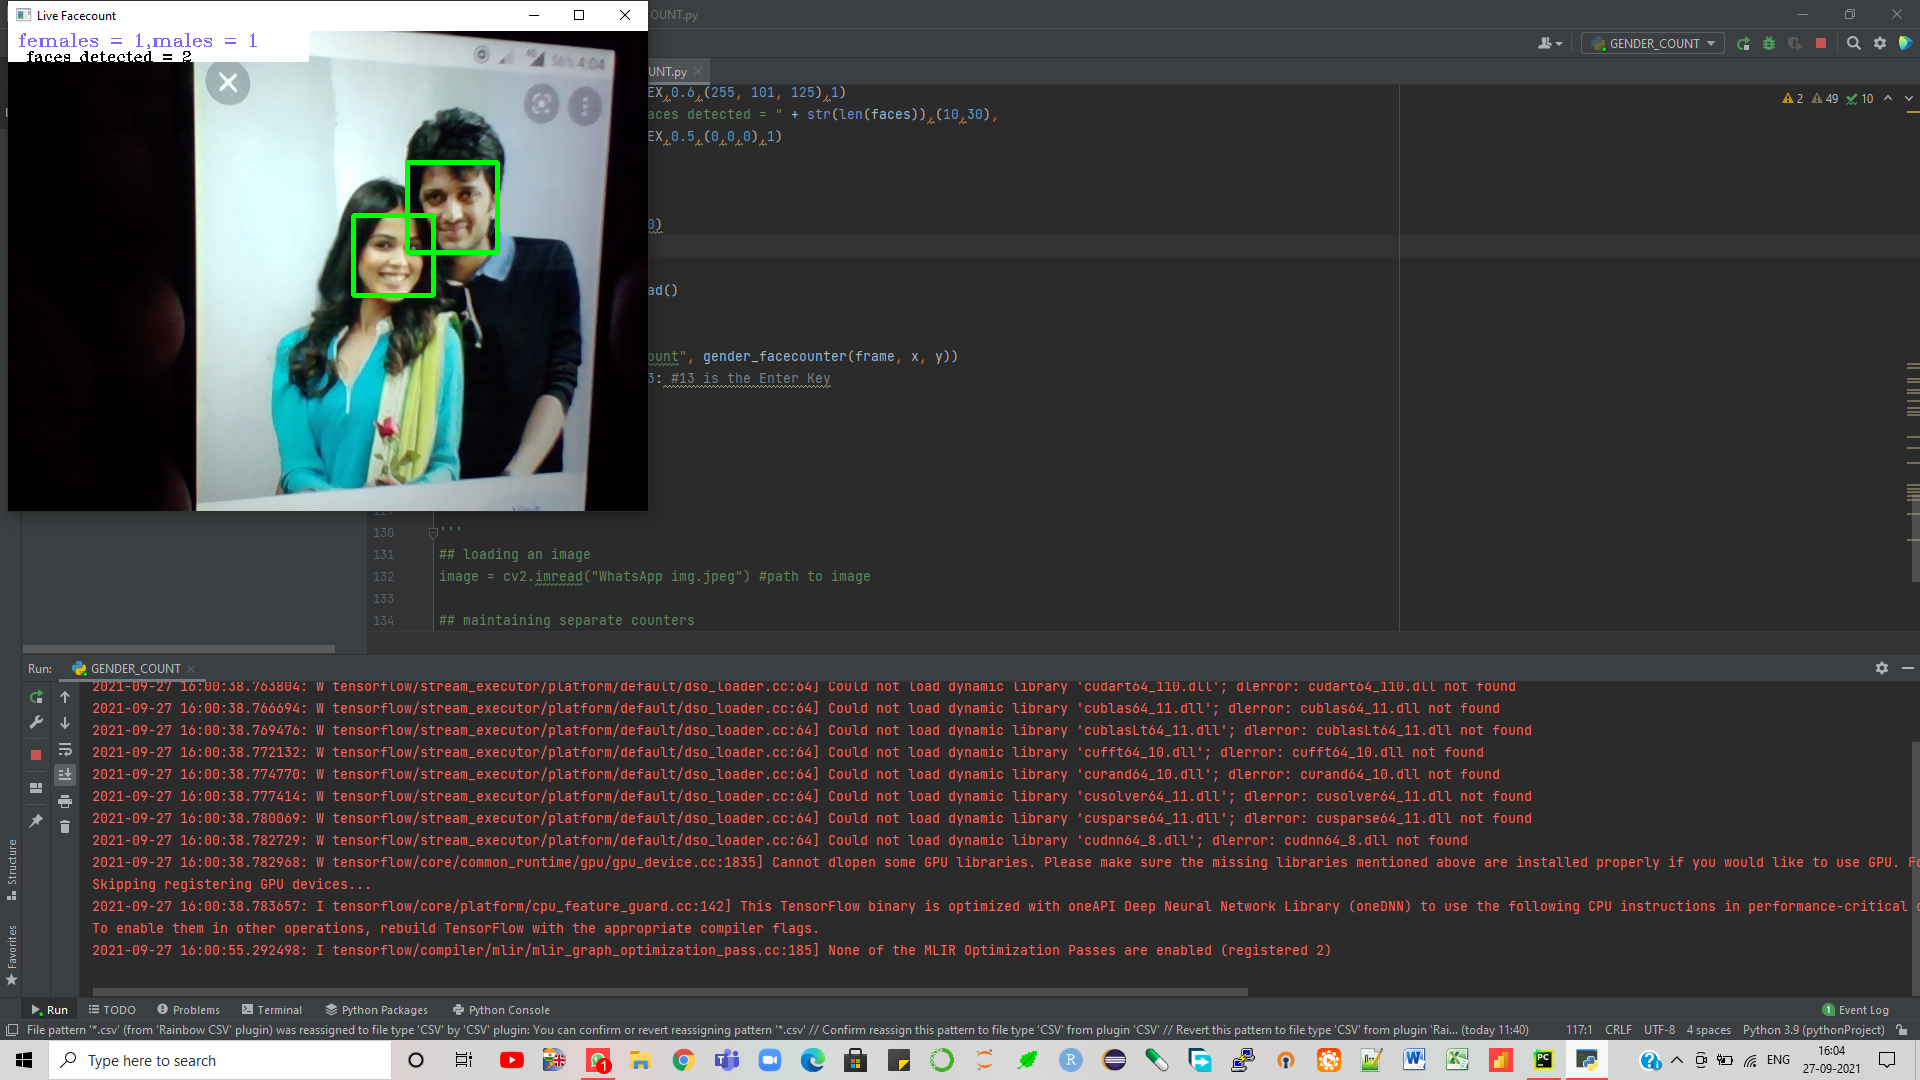 Live Facecount
OUNT.py
females = 1,males = 1
faces detected = 2
56% 4:04
GENDER_COUNT
UNT.py
EX,0.6,(255, 101, 125),1)
aces detected = " + str(len(faces)),(10,30),
EX,0.5,(0,0,0),1)
2 49 10
0)
ad()
ount", gender_facecounter(frame, x, y))
3: #13 is the Enter Key
130 '''
131 ## loading an image
132 image = cv2.imread("WhatsApp img.jpeg") #path to image
133
134 ## maintaining separate counters
Run: GENDER_COUNT
2021-09-27 16:00:38.763804: W tensorflow/stream_executor/platform/default/dso_loader.cc:64] Could not load dynamic library 'cudart64_110.dll'; dlerror: cudart64_110.dll not found
2021-09-27 16:00:38.766694: W tensorflow/stream_executor/platform/default/dso_loader.cc:64] Could not load dynamic library 'cublas64_11.dll'; dlerror: cublas64_11.dll not found
2021-09-27 16:00:38.769476: W tensorflow/stream_executor/platform/default/dso_loader.cc:64] Could not load dynamic library 'cublasLt64_11.dll'; dlerror: cublasLt64_11.dll not found
2021-09-27 16:00:38.772132: W tensorflow/stream_executor/platform/default/dso_loader.cc:64] Could not load dynamic library 'cufft64_10.dll'; dlerror: cufft64_10.dll not found
2021-09-27 16:00:38.774770: W tensorflow/stream_executor/platform/default/dso_loader.cc:64] Could not load dynamic library 'curand64_10.dll'; dlerror: curand64_10.dll not found
2021-09-27 16:00:38.777414: W tensorflow/stream_executor/platform/default/dso_loader.cc:64] Could not load dynamic library 'cusolver64_11.dll'; dlerror: cusolver64_11.dll not found
2021-09-27 16:00:38.780069: W tensorflow/stream_executor/platform/default/dso_loader.cc:64] Could not load dynamic library 'cusparse64_11.dll'; dlerror: cusparse64_11.dll not found
2021-09-27 16:00:38.782729: W tensorflow/stream_executor/platform/default/dso_loader.cc:64] Could not load dynamic library 'cudnn64_8.dll'; dlerror: cudnn64_8.dll not found
2021-09-27 16:00:38.782968: W tensorflow/core/common_runtime/gpu/gpu_device.cc:1835] Cannot dlopen some GPU libraries. Please make sure the missing libraries mentioned above are installed properly if you would like to use GPU. Fo
Skipping registering GPU devices...
2021-09-27 16:00:38.783657: I tensorflow/core/platform/cpu_feature_guard.cc:142] This TensorFlow binary is optimized with oneAPI Deep Neural Network Library (oneDNN) to use the following CPU instructions in performance-critical
To enable them in other operations, rebuild TensorFlow with the appropriate compiler flags.
2021-09-27 16:00:55.292498: I tensorflow/compiler/mlir/mlir_graph_optimization_pass.cc:185] None of the MLIR Optimization Passes are enabled (registered 2)
Structure
Favorites
Run TODO Problems Terminal Python Packages Python Console 1 Event Log
File pattern '*.csv' (from 'Rainbow CSV' plugin) was reassigned to file type 'CSV' by 'CSV' plugin: You can confirm or revert reassigning pattern '*.csv' // Confirm reassign this pattern to file type 'CSV' from plugin 'CSV' // Revert this pattern to file type 'CSV' from plugin 'Rai... (today 11:40) 117:1 CRLF UTF-8 4 spaces Python 3.9 (pythonProject)
Type here to search
ENG
16:04
27-09-2021